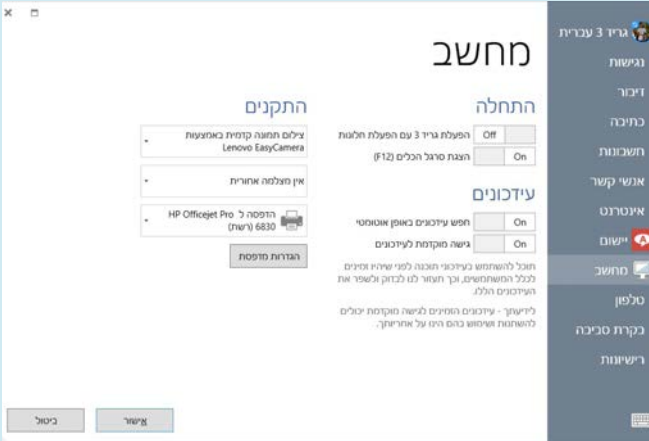 גריד 3 עברית
נגישות
דיבור
כתיבה
חשבונות
אנשי קשר
אינטרנט
יישום
מחשב
טלפון
בקרת סביבה
רישיונות
מחשב
התחלה
Off
הפעלת גריד 3 עם הפעלת חלונות
On
הצגת סרגל הכלים (F12)
עידכונים
On
חפש עידכונים באופן אוטומטי
On
גישה מוקדמת לעידכונים
תוכל להשתמש בעידכוני תוכנה לפני שיהיו זמינים
לכלל המשתמשים, וכך תעזור לנו לבדוק ולשפר את
העידכונים הללו.
לידיעתך - עידכונים הזמינים לגישה מוקדמת יכולים
להשתנות ושימוש בהם הינו על אחריותך.
התקנים
צילום תמונה קדמית באמצעות
Lenovo EasyCamera
אין מצלמה אחורית
הדפסה ל HP Officejet Pro
6830 (רשת)
הגדרות מדפסת
אישור
ביטול